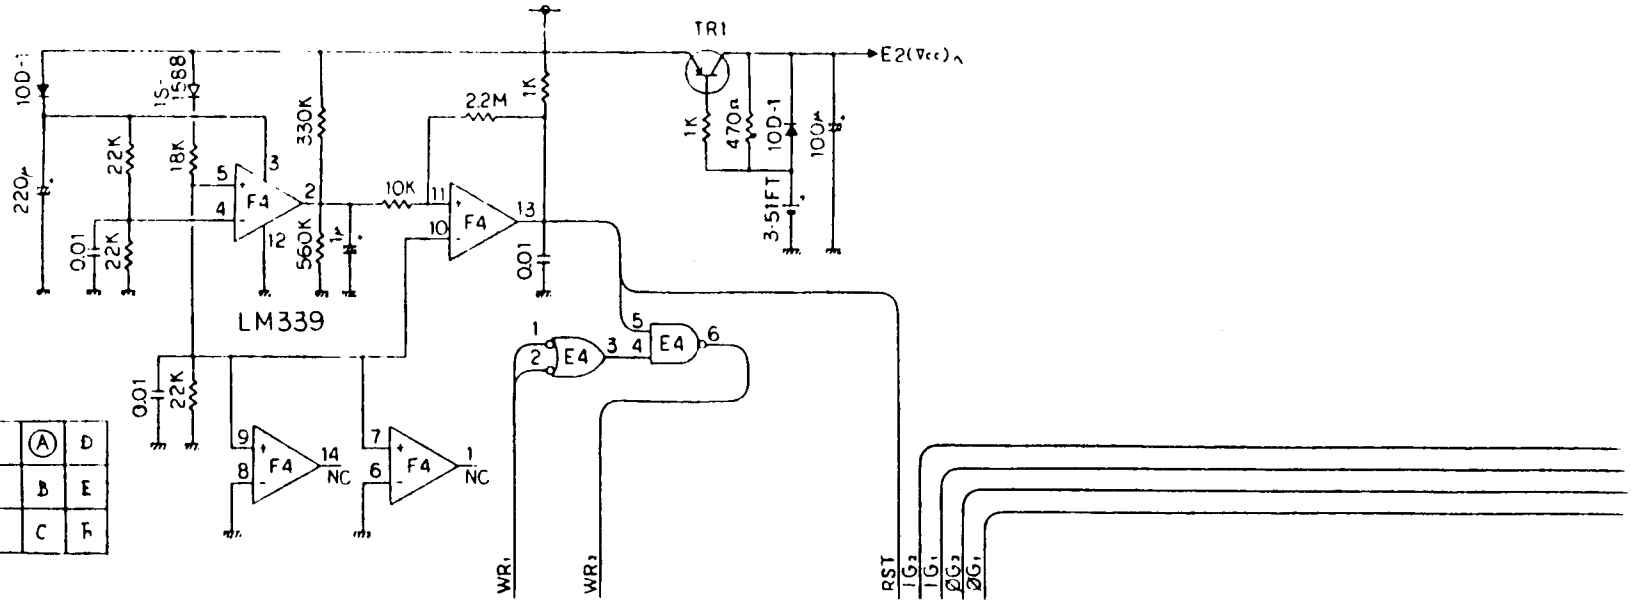 TR1
E2(Vcc)
10D-1
1S-
1588
330K
2.2M
1K
1K
470Ω
10D-1
100μ
22K
18K
3
5
F4
2
10K
11
F4
13
4
12
10
220μ
0.01
22K
560K
1μ
0.01
3-51FT
LM339
1
2
E4
3
5
4
E4
6
0.01
22K
A D
B E
C F
9
8
F4
14
NC
7
6
F4
1
NC
WR1
WR2
RST
1G2
1G1
ØG2
ØG1